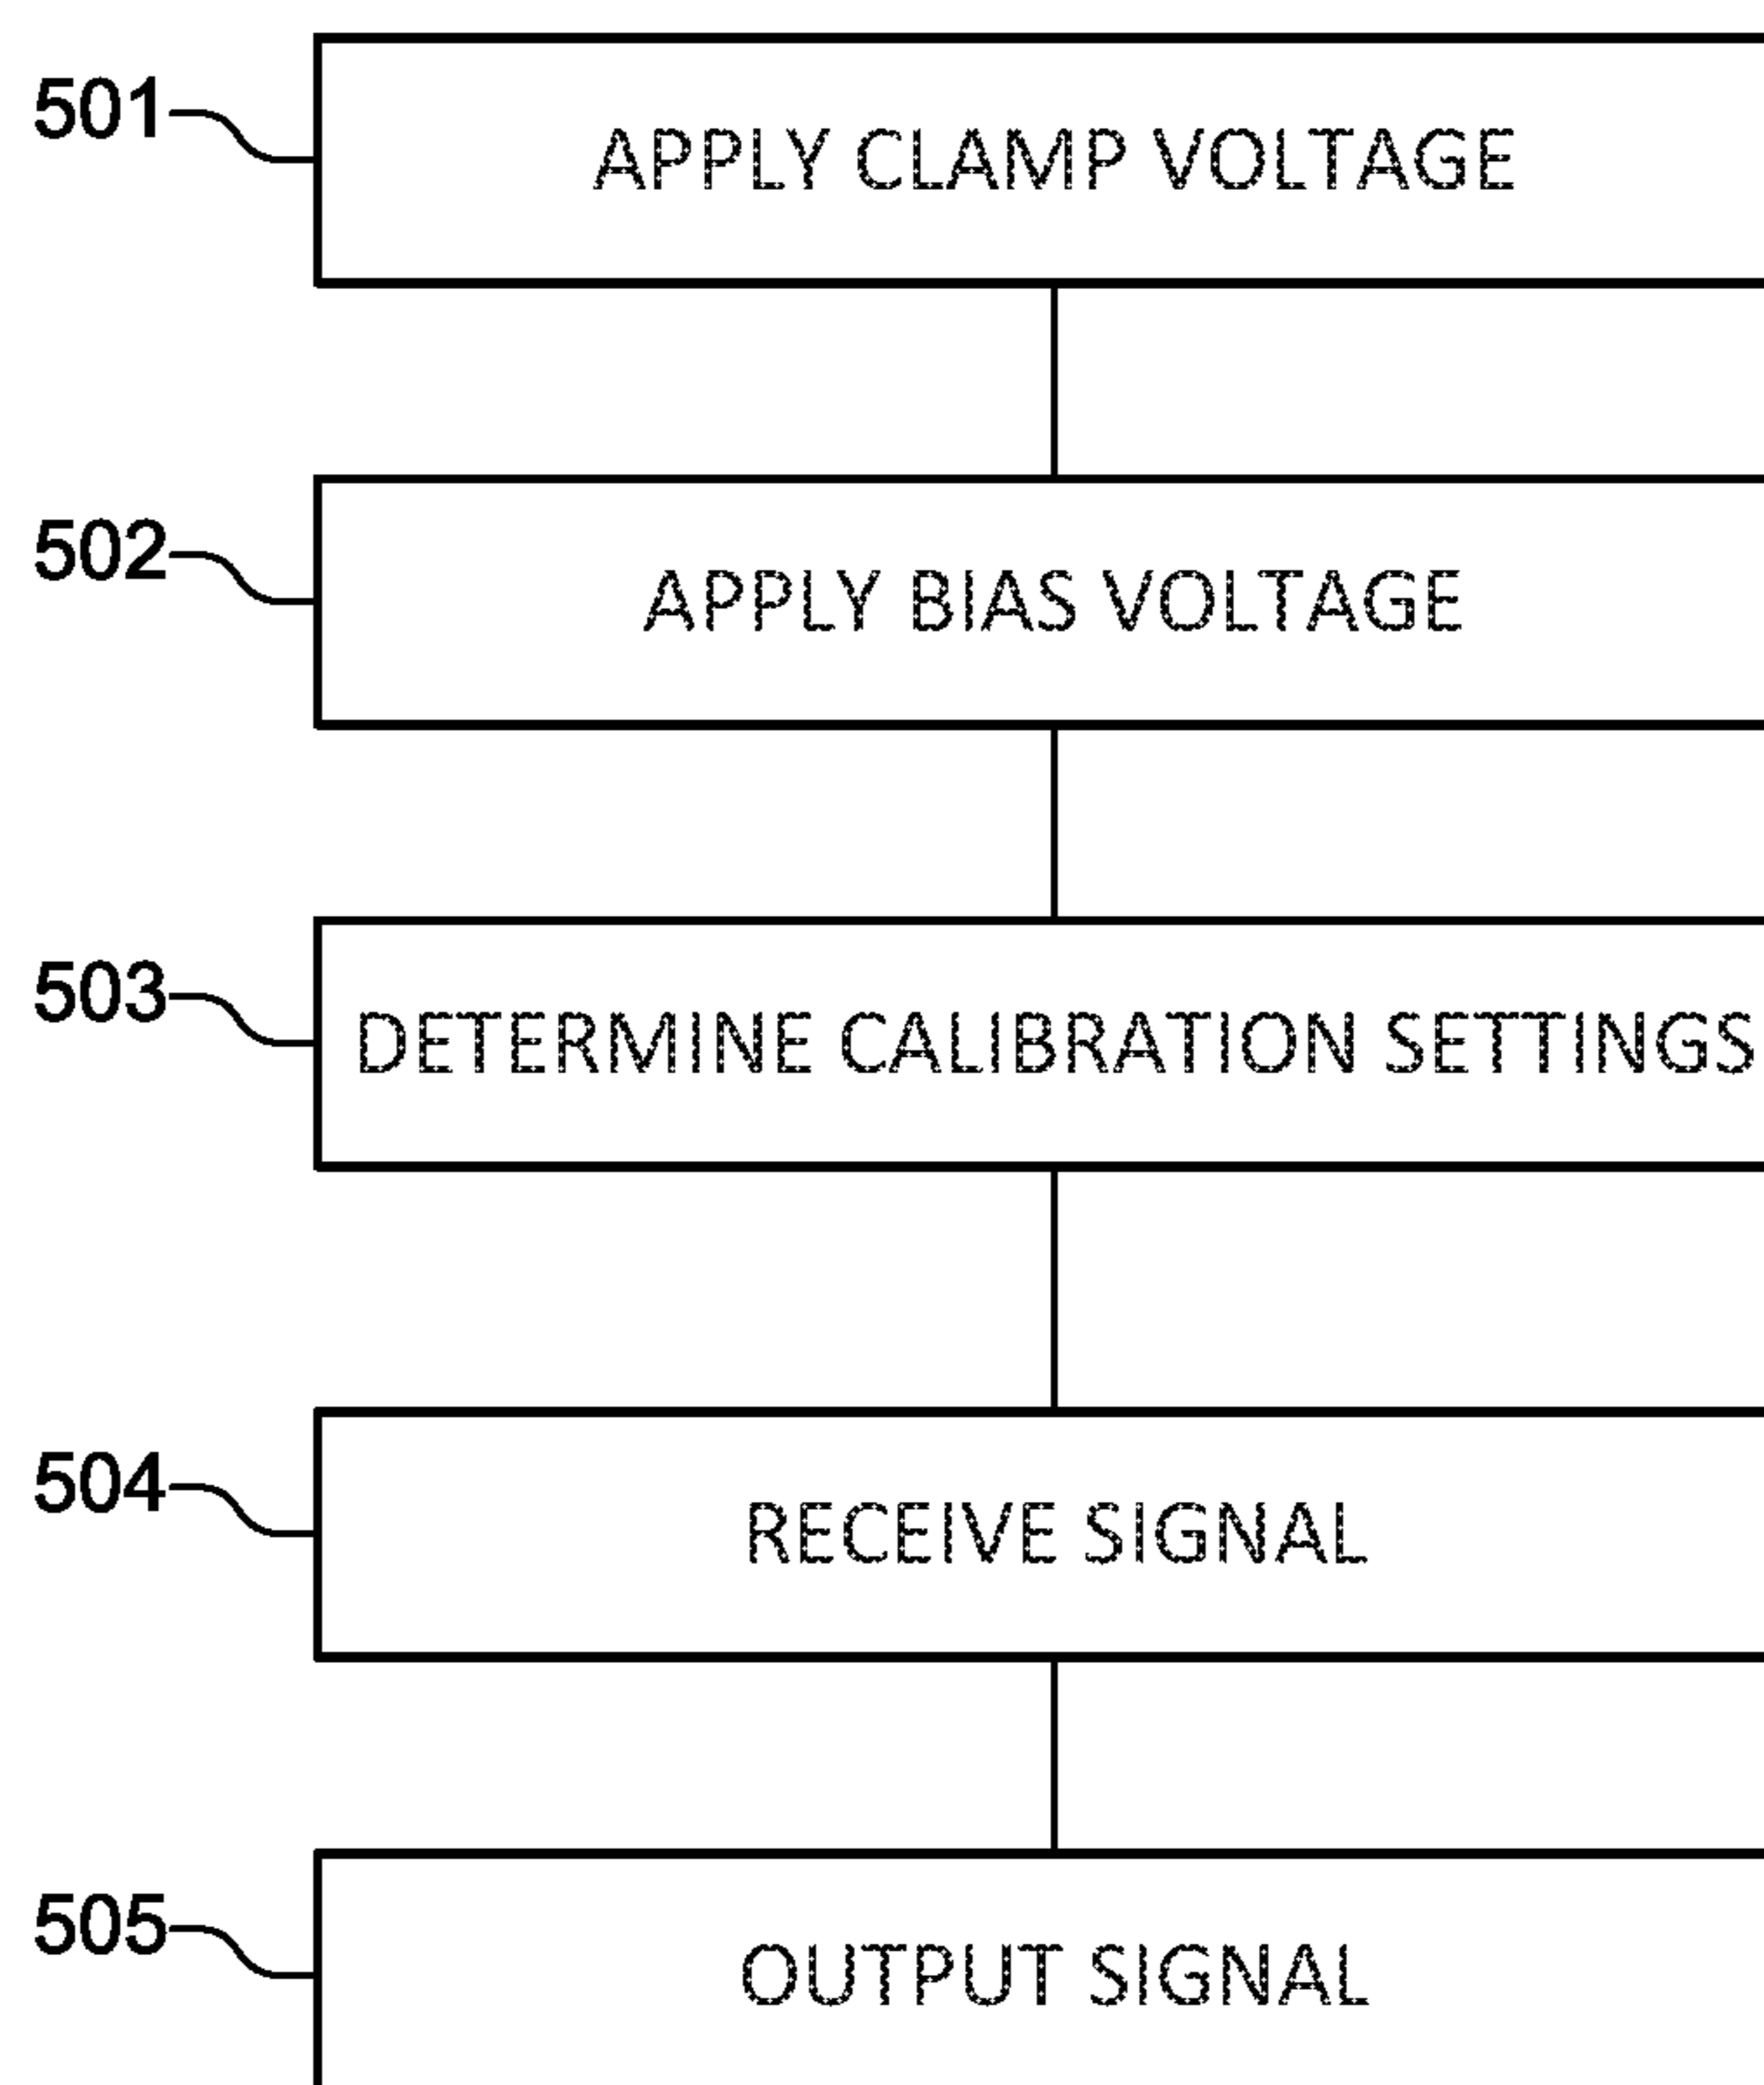 501
APPLY CLAMP VOLTAGE
502
APPLY BIAS VOLTAGE
503
DETERMINE CALIBRATION SETTINGS
504
RECEIVE SIGNAL
505
OUTPUT SIGNAL